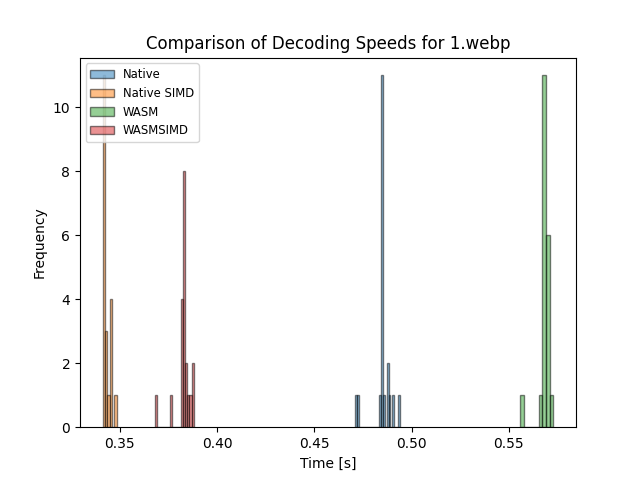 Comparison of Decoding Speeds for 1.webp
Native
Native SIMD
WASM
WASMSIMD
10
8
6
4
2
0
Frequency
0.35 0.40 0.45 0.50 0.55
Time [s]